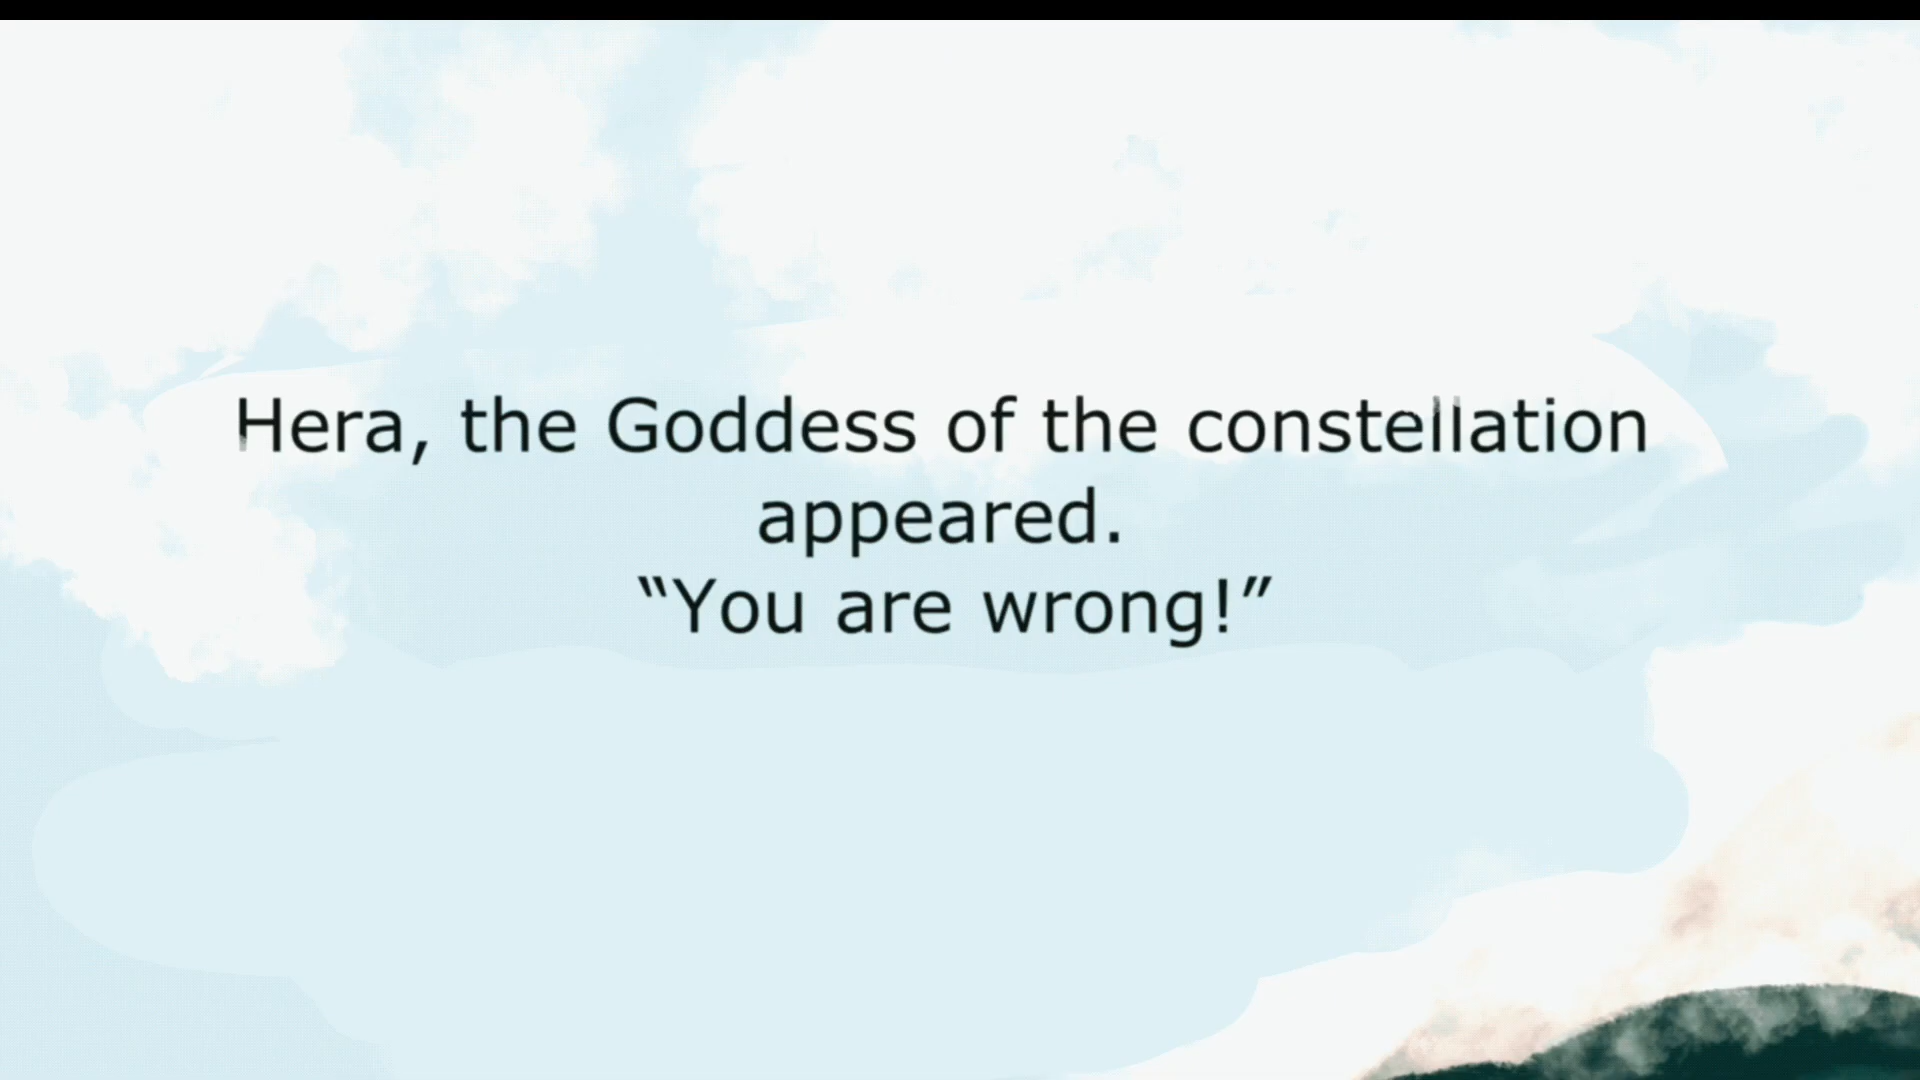 Hera, the Goddess of the constellation
appeared.
“You are wrong!”